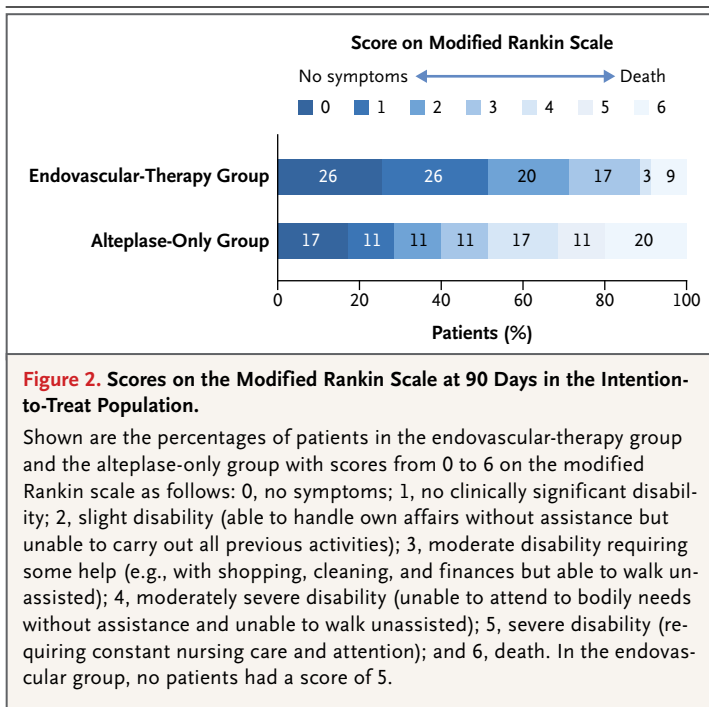 Score on Modified Rankin Scale
No symptoms Death
0 1 2 3 4 5 6
Endovascular-Therapy Group 26 26 20 17 3 9
Alteplase-Only Group 17 11 11 11 17 11 20
0 20 40 60 80 100
Patients (%)
Figure 2. Scores on the Modified Rankin Scale at 90 Days in the Intention-
to-Treat Population.
Shown are the percentages of patients in the endovascular-therapy group
and the alteplase-only group with scores from 0 to 6 on the modified
Rankin scale as follows: 0, no symptoms; 1, no clinically significant disabil-
ity; 2, slight disability (able to handle own affairs without assistance but
unable to carry out all previous activities); 3, moderate disability requiring
some help (e.g., with shopping, cleaning, and finances but able to walk un-
assisted); 4, moderately severe disability (unable to attend to bodily needs
without assistance and unable to walk unassisted); 5, severe disability (re-
quiring constant nursing care and attention); and 6, death. In the endovas-
cular group, no patients had a score of 5.